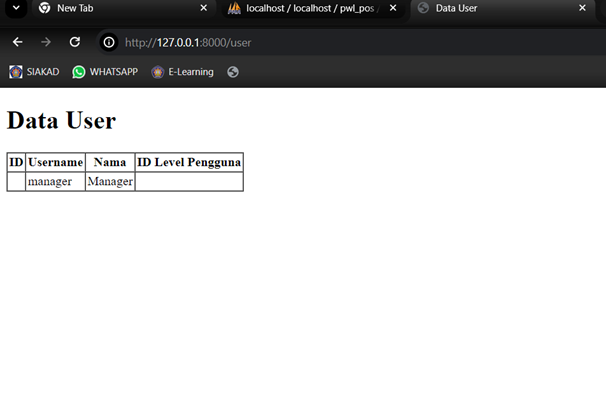 New Tab
localhost / localhost / pwl_pos /
Data User
http://127.0.0.1:8000/user
SIAKAD
WHATSAPP
E-Learning
Data User
ID Username Nama ID Level Pengguna
manager Manager